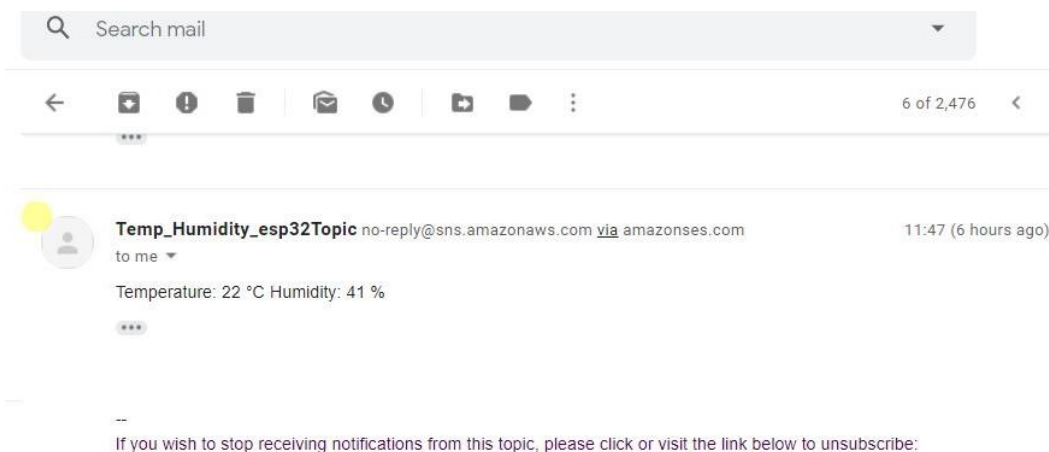 Search mail
6 of 2,476
Temp_Humidity_esp32Topic no-reply@sns.amazonaws.com via amazonses.com 11:47 (6 hours ago)
to me
Temperature: 22 °C Humidity: 41 %
--
If you wish to stop receiving notifications from this topic, please click or visit the link below to unsubscribe: